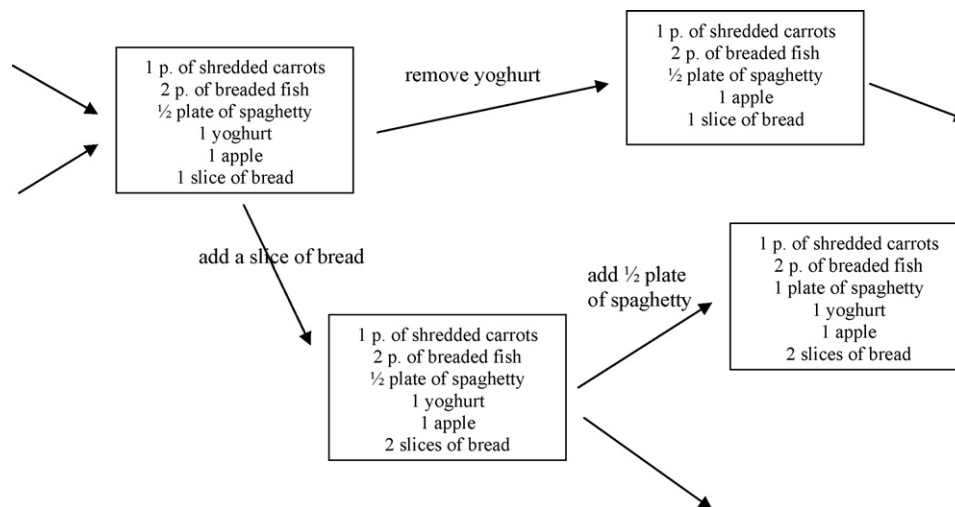 1 p. of shredded carrots
2 p. of breaded fish
½ plate of spaghetty
1 yoghurt
1 apple
1 slice of bread
remove yoghurt
1 p. of shredded carrots
2 p. of breaded fish
½ plate of spaghetty
1 apple
1 slice of bread
add a slice of bread
1 p. of shredded carrots
2 p. of breaded fish
½ plate of spaghetty
1 yoghurt
1 apple
2 slices of bread
add ½ plate
of spaghetty
1 p. of shredded carrots
2 p. of breaded fish
1 plate of spaghetty
1 yoghurt
1 apple
2 slices of bread